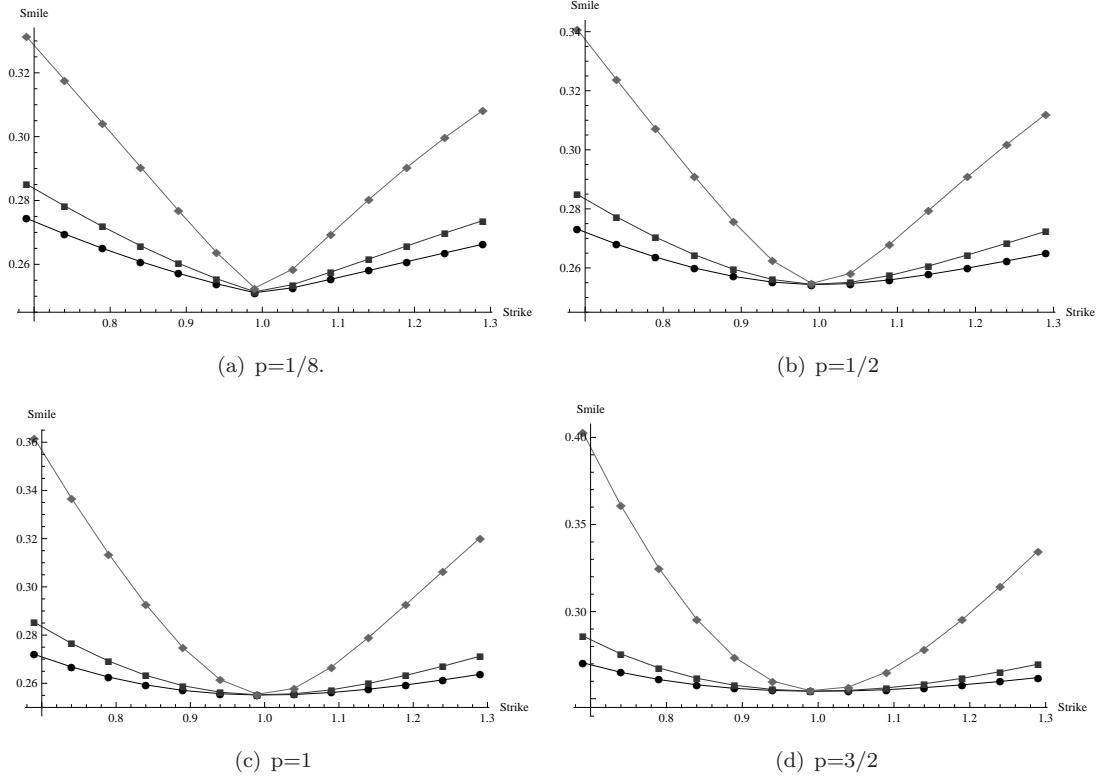 Smile
0.32
0.30
0.28
0.26
0.8 0.9 1.0 1.1 1.2 1.3
Strike
(a) p=1/8.
Smile
0.34
0.32
0.30
0.28
0.26
0.8 0.9 1.0 1.1 1.2 1.3
Strike
(b) p=1/2
Smile
0.36
0.34
0.32
0.30
0.28
0.26
0.8 0.9 1.0 1.1 1.2 1.3
Strike
(c) p=1
Smile
0.40
0.35
0.30
0.8 0.9 1.0 1.1 1.2 1.3
Strike
(d) p=3/2